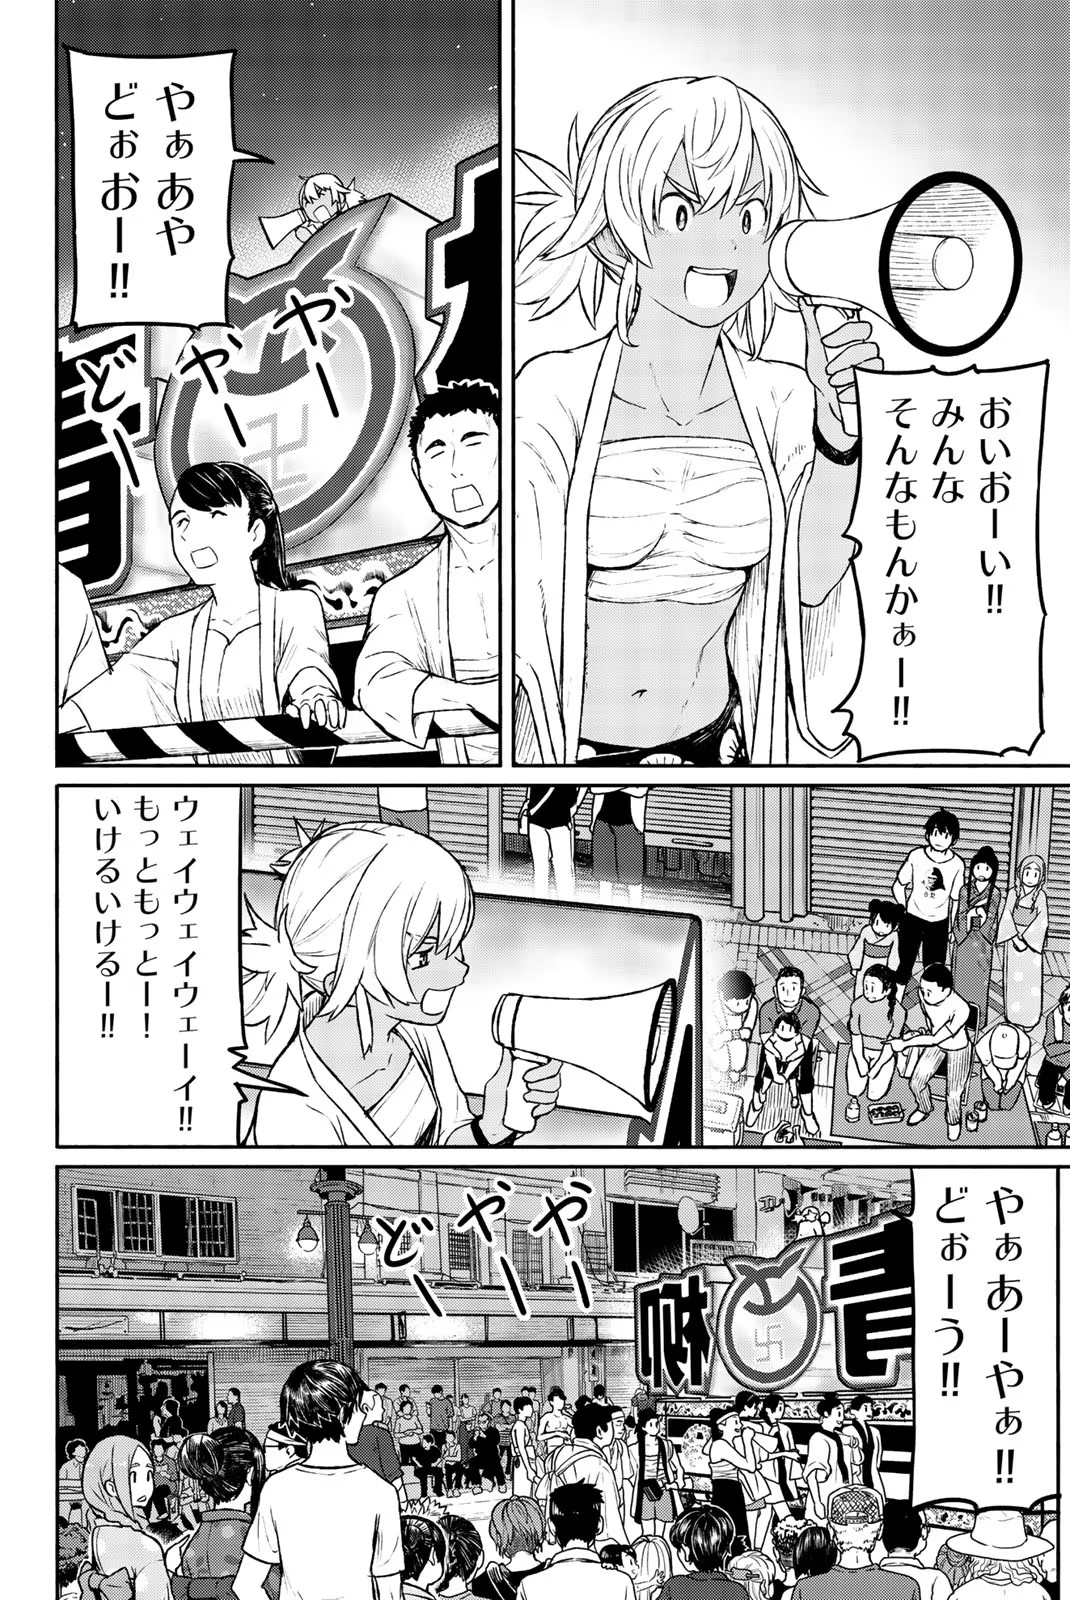 おいおーい!!
みんな
そんなもんかぁー!!
やぁあや
どぉおー!!
やー
やー
どー
ウェイウェイウェーイ!!
もっともっとー!
いけるいけるー!!
やぁあーやぁ!!
どぉーう!!
やー
やー
どー